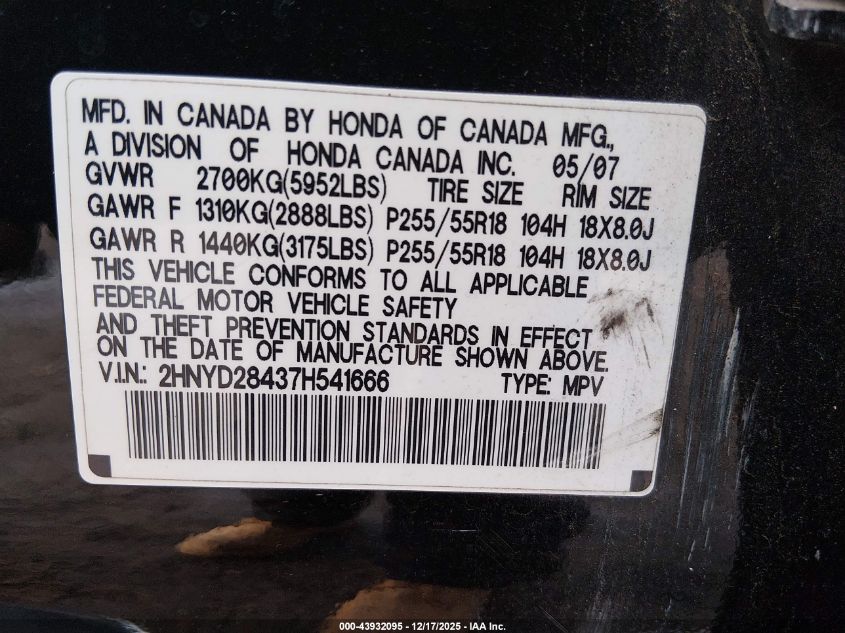 MFD. IN CANADA BY HONDA OF CANADA MFG.,
A DIVISION OF HONDA CANADA INC. 05/07
GVWR 2700KG(5952LBS) TIRE SIZE RIM SIZE
GAWR F 1310KG(2888LBS) P255/55R18 104H 18X8.0J
GAWR R 1440KG(3175LBS) P255/55R18 104H 18X8.0J
THIS VEHICLE CONFORMS TO ALL APPLICABLE
FEDERAL MOTOR VEHICLE SAFETY
AND THEFT PREVENTION STANDARDS IN EFFECT
ON THE DATE OF MANUFACTURE SHOWN ABOVE.
V.I.N.: 2HNYD28437H541666 TYPE: MPV
000-43932095 - 12/17/2025 - IAA Inc.